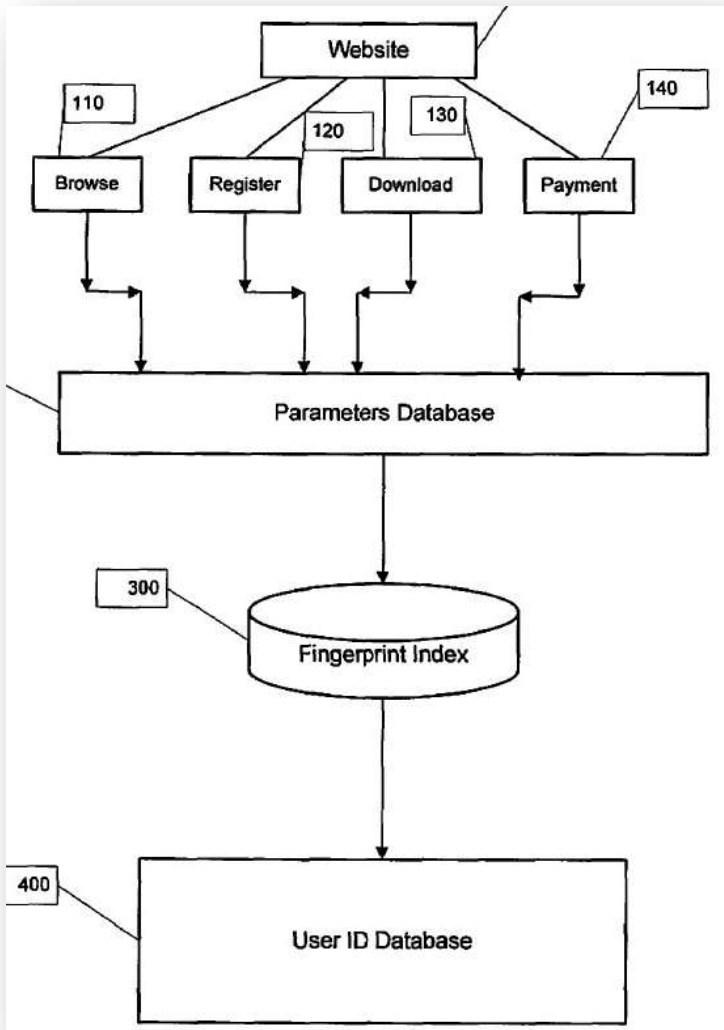 Website
110
120
130
140
Browse
Register
Download
Payment
Parameters Database
300
Fingerprint Index
400
User ID Database